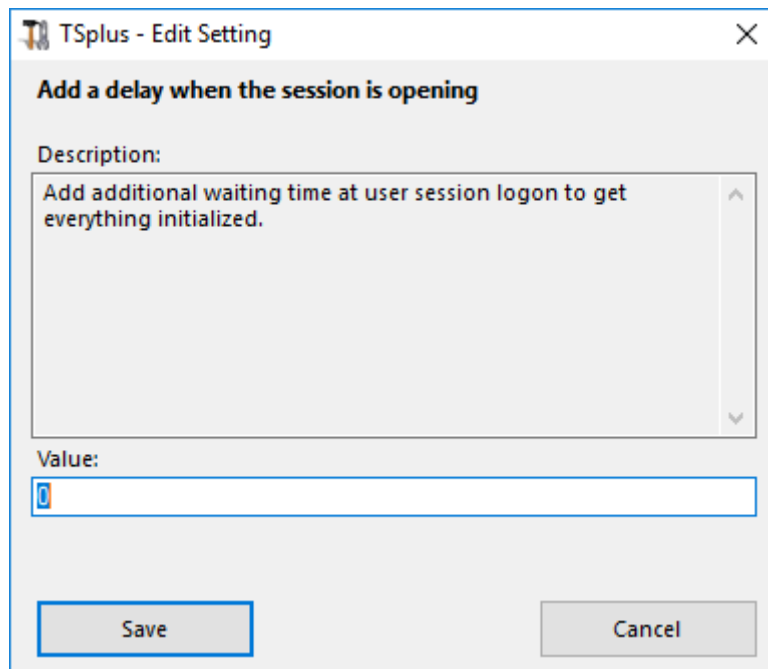 TSplus - Edit Setting
Add a delay when the session is opening
Description:
Add additional waiting time at user session logon to get
everything initialized.
Value:
0
Save
Cancel